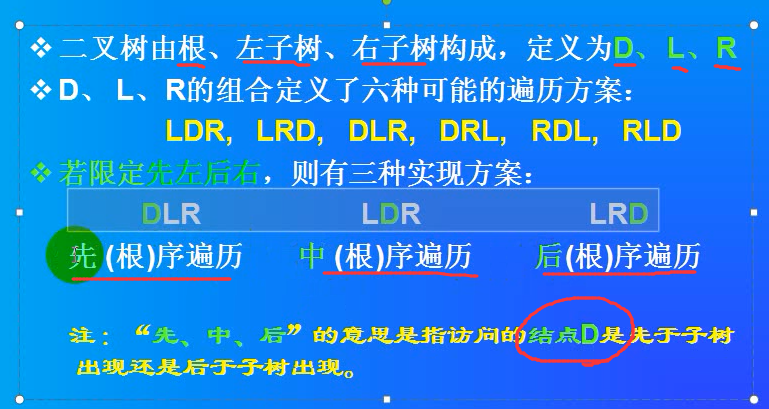 ❖二叉树由根、左子树、右子树构成，定义为D、L、R
❖D、L、R的组合定义了六种可能的遍历方案：
LDR, LRD, DLR, DRL, RDL, RLD
❖若限定先左后右，则有三种实现方案：
DLR LDR LRD
先(根)序遍历 中(根)序遍历 后(根)序遍历
注：“先、中、后”的意思是指访问的结点D是先于子树
出现还是后于子树出现。